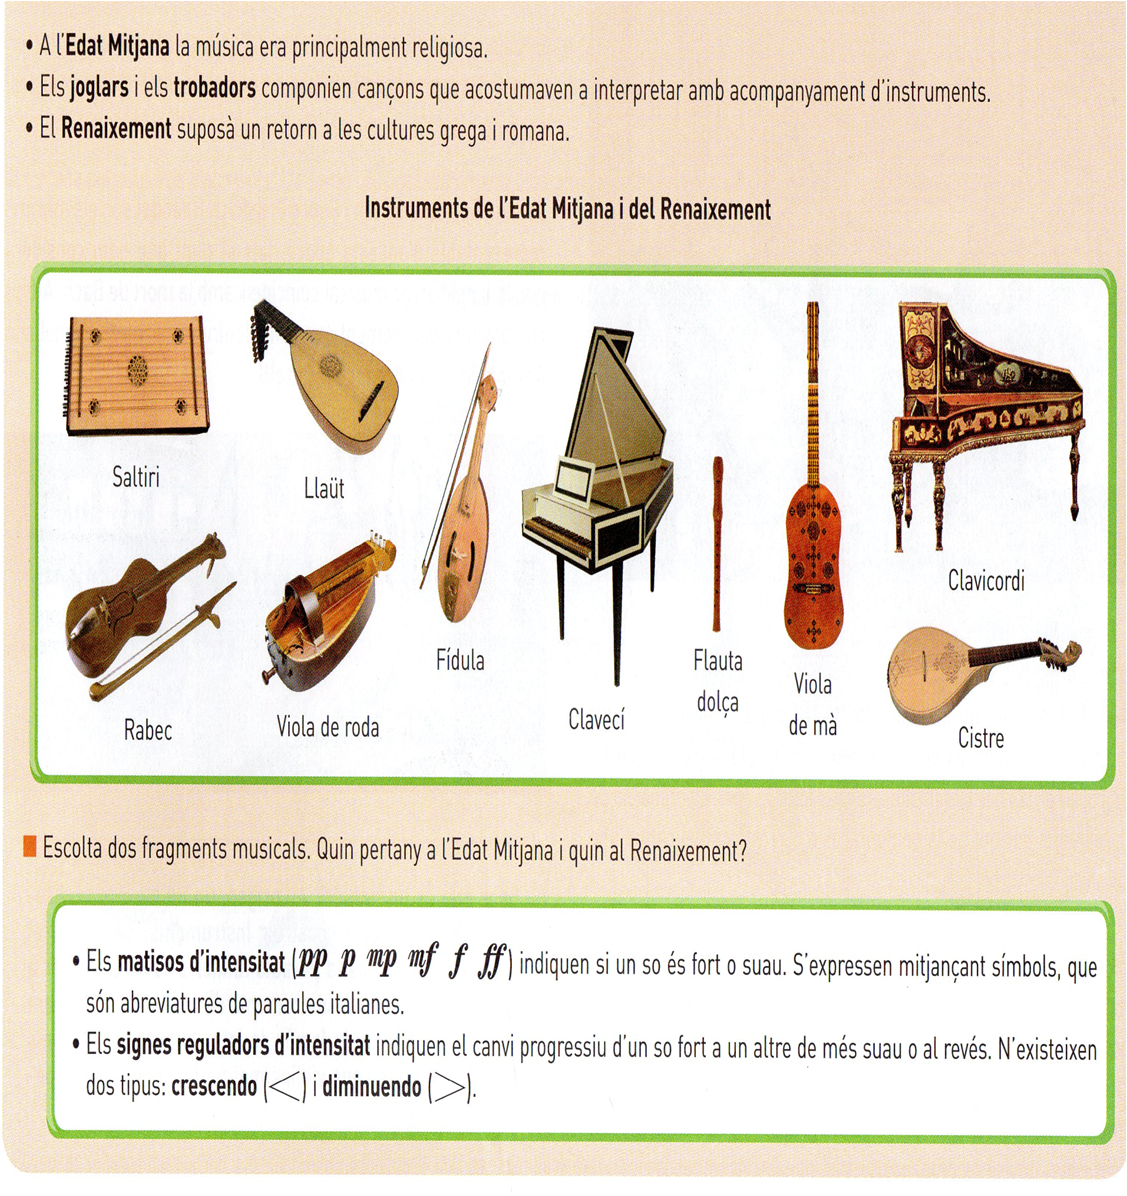 • A l'Edat Mitjana la música era principalment religiosa.
• Els joglars i els trobadors componien cançons que acostumaven a interpretar amb acompanyament d'instruments.
• El Renaixement suposà un retorn a les cultures grega i romana.
Instruments de l'Edat Mitjana i del Renaixement
Saltiri
Llaüt
Fídula
Clavecí
Flauta
dolça
Viola
de mà
Clavicordi
Rabec
Viola de roda
Cistre
Escolta dos fragments musicals. Quin pertany a l'Edat Mitjana i quin al Renaixement?
• Els matisos d'intensitat (pp p mp mf f ff) indiquen si un so és fort o suau. S'expressen mitjançant símbols, que
són abreviatures de paraules italianes.
• Els signes reguladors d'intensitat indiquen el canvi progressiu d'un so fort a un altre de més suau o al revés. N'existeixen
dos tipus: crescendo (<) i diminuendo (>).